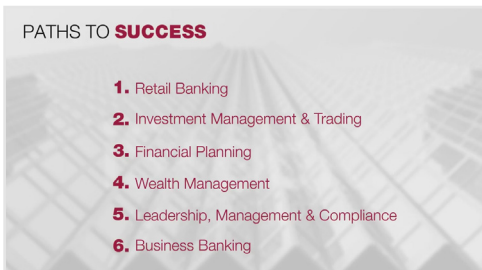 PATHS TO SUCCESS
1. Retail Banking
2. Investment Management & Trading
3. Financial Planning
4. Wealth Management
5. Leadership, Management & Compliance
6. Business Banking